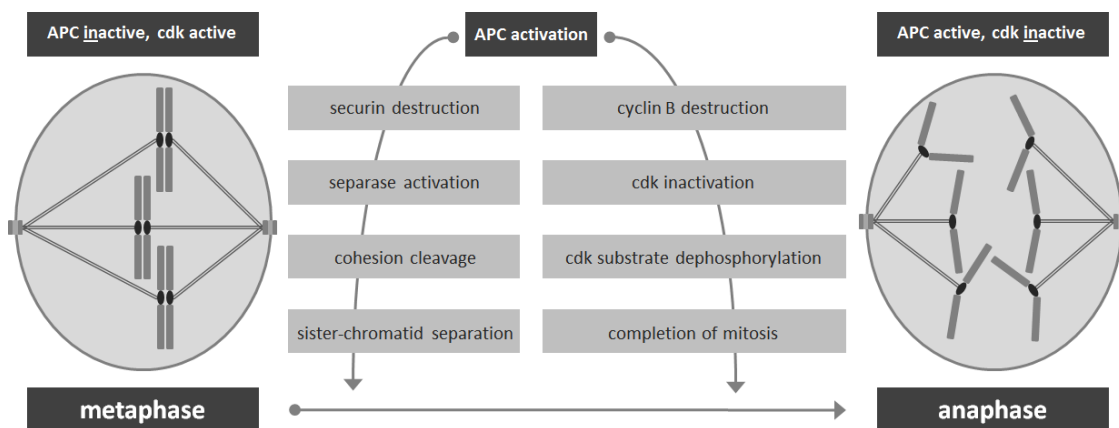 APC inactive, cdk active
APC activation
APC active, cdk inactive
securin destruction
cyclin B destruction
separase activation
cdk inactivation
cohesion cleavage
cdk substrate dephosphorylation
sister-chromatid separation
completion of mitosis
metaphase
anaphase